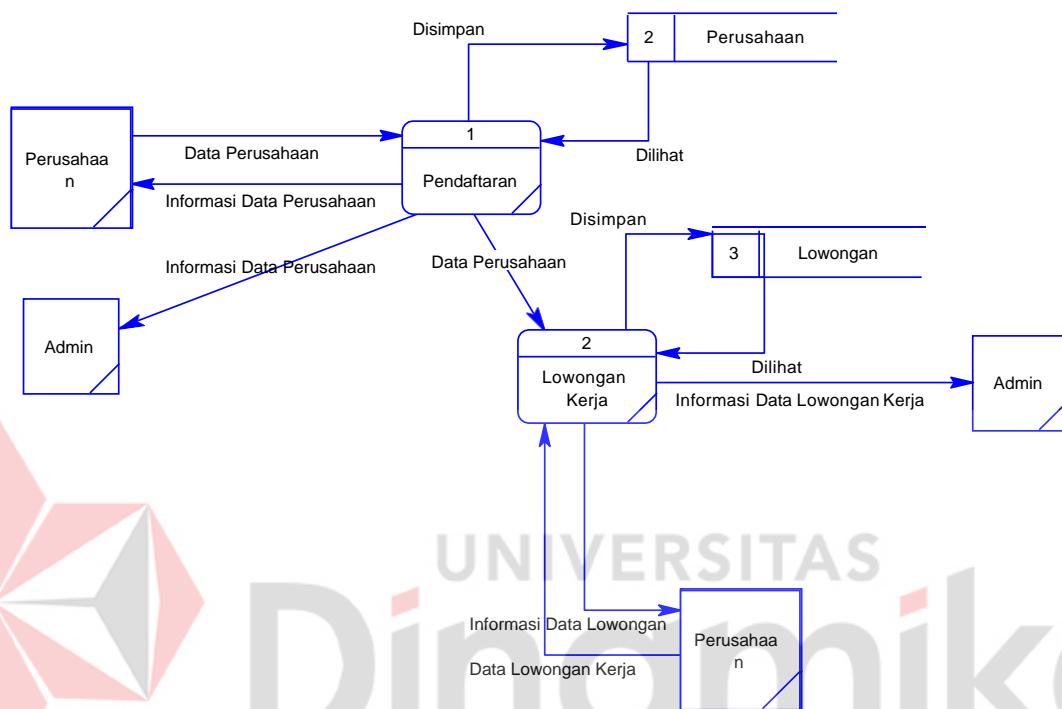 Disimpan
2 Perusahaan
1
Data Perusahaan
Dilihat
Perusahaa
n
Pendaftaran
Informasi Data Perusahaan
Disimpan
Informasi Data Perusahaan
Data Perusahaan
3 Lowongan
Admin
2
Lowongan
Kerja
Dilihat
Informasi Data Lowongan Kerja
Admin
UNIVERSITAS
Dinamika
Informasi Data Lowongan
Data Lowongan Kerja
Perusahaa
n